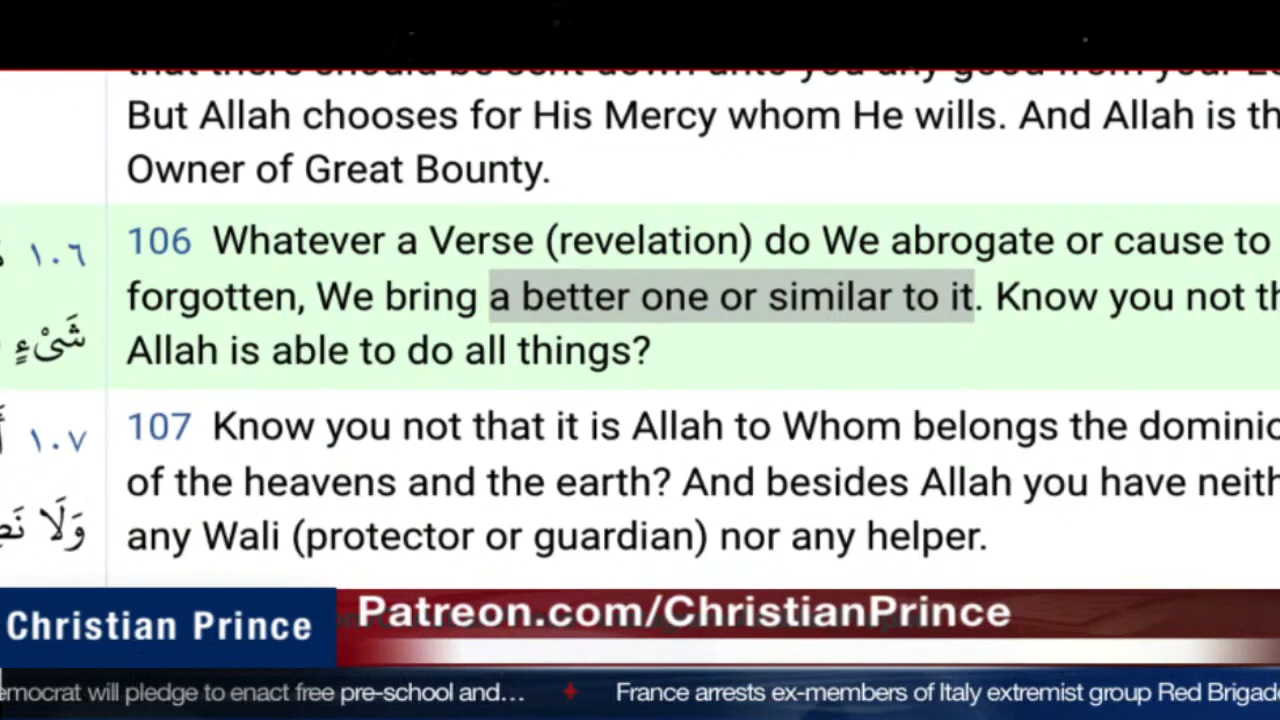 But Allah chooses for His Mercy whom He wills. And Allah is th
Owner of Great Bounty.
١٠٦
106 Whatever a Verse (revelation) do We abrogate or cause to
forgotten, We bring a better one or similar to it. Know you not th
شَىْءٍ
Allah is able to do all things?
١٠٧
107 Know you not that it is Allah to Whom belongs the dominio
of the heavens and the earth? And besides Allah you have neith
وَلَا نَص
any Wali (protector or guardian) nor any helper.
Christian Prince
Patreon.com/ChristianPrince
emocrat will pledge to enact free pre-school and… France arrests ex-members of Italy extremist group Red Brigade